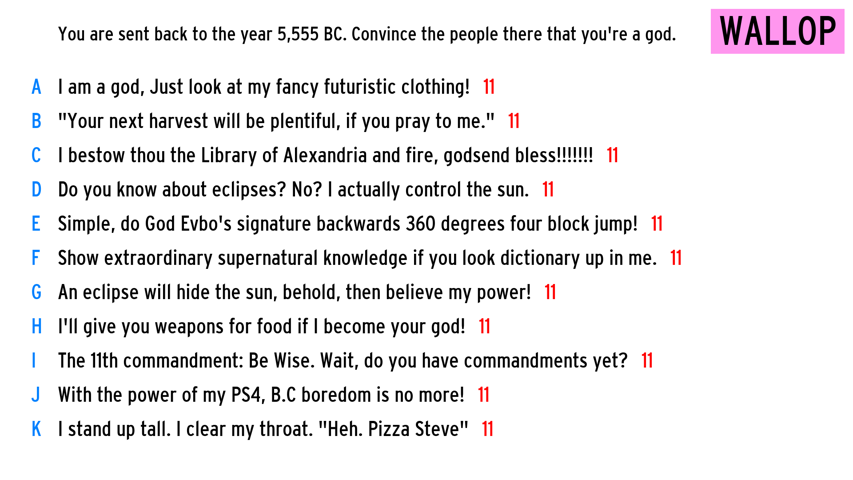 You are sent back to the year 5,555 BC. Convince the people there that you're a god.
WALLOP
A I am a god, Just look at my fancy futuristic clothing! 11
B "Your next harvest will be plentiful, if you pray to me." 11
C I bestow thou the Library of Alexandria and fire, godsend bless!!!!!!! 11
D Do you know about eclipses? No? I actually control the sun. 11
E Simple, do God Evbo's signature backwards 360 degrees four block jump! 11
F Show extraordinary supernatural knowledge if you look dictionary up in me. 11
G An eclipse will hide the sun, behold, then believe my power! 11
H I'll give you weapons for food if I become your god! 11
I The 11th commandment: Be Wise. Wait, do you have commandments yet? 11
J With the power of my PS4, B.C boredom is no more! 11
K I stand up tall. I clear my throat. "Heh. Pizza Steve" 11